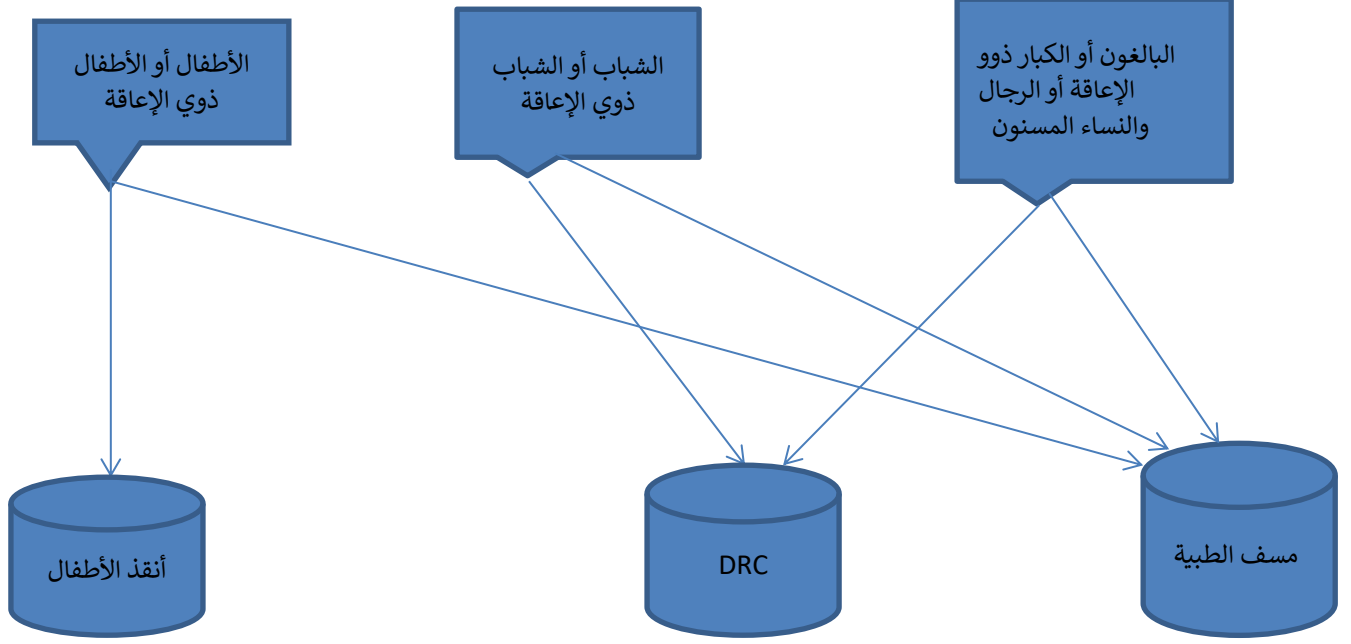 البالغون أو الكبار ذوو
الإعاقة أو الرجال
والنساء المسنون
الشباب أو الشباب
ذوي الإعاقة
الأطفال أو الأطفال
ذوي الإعاقة
مسف الطبية
DRC
أنقذ الأطفال